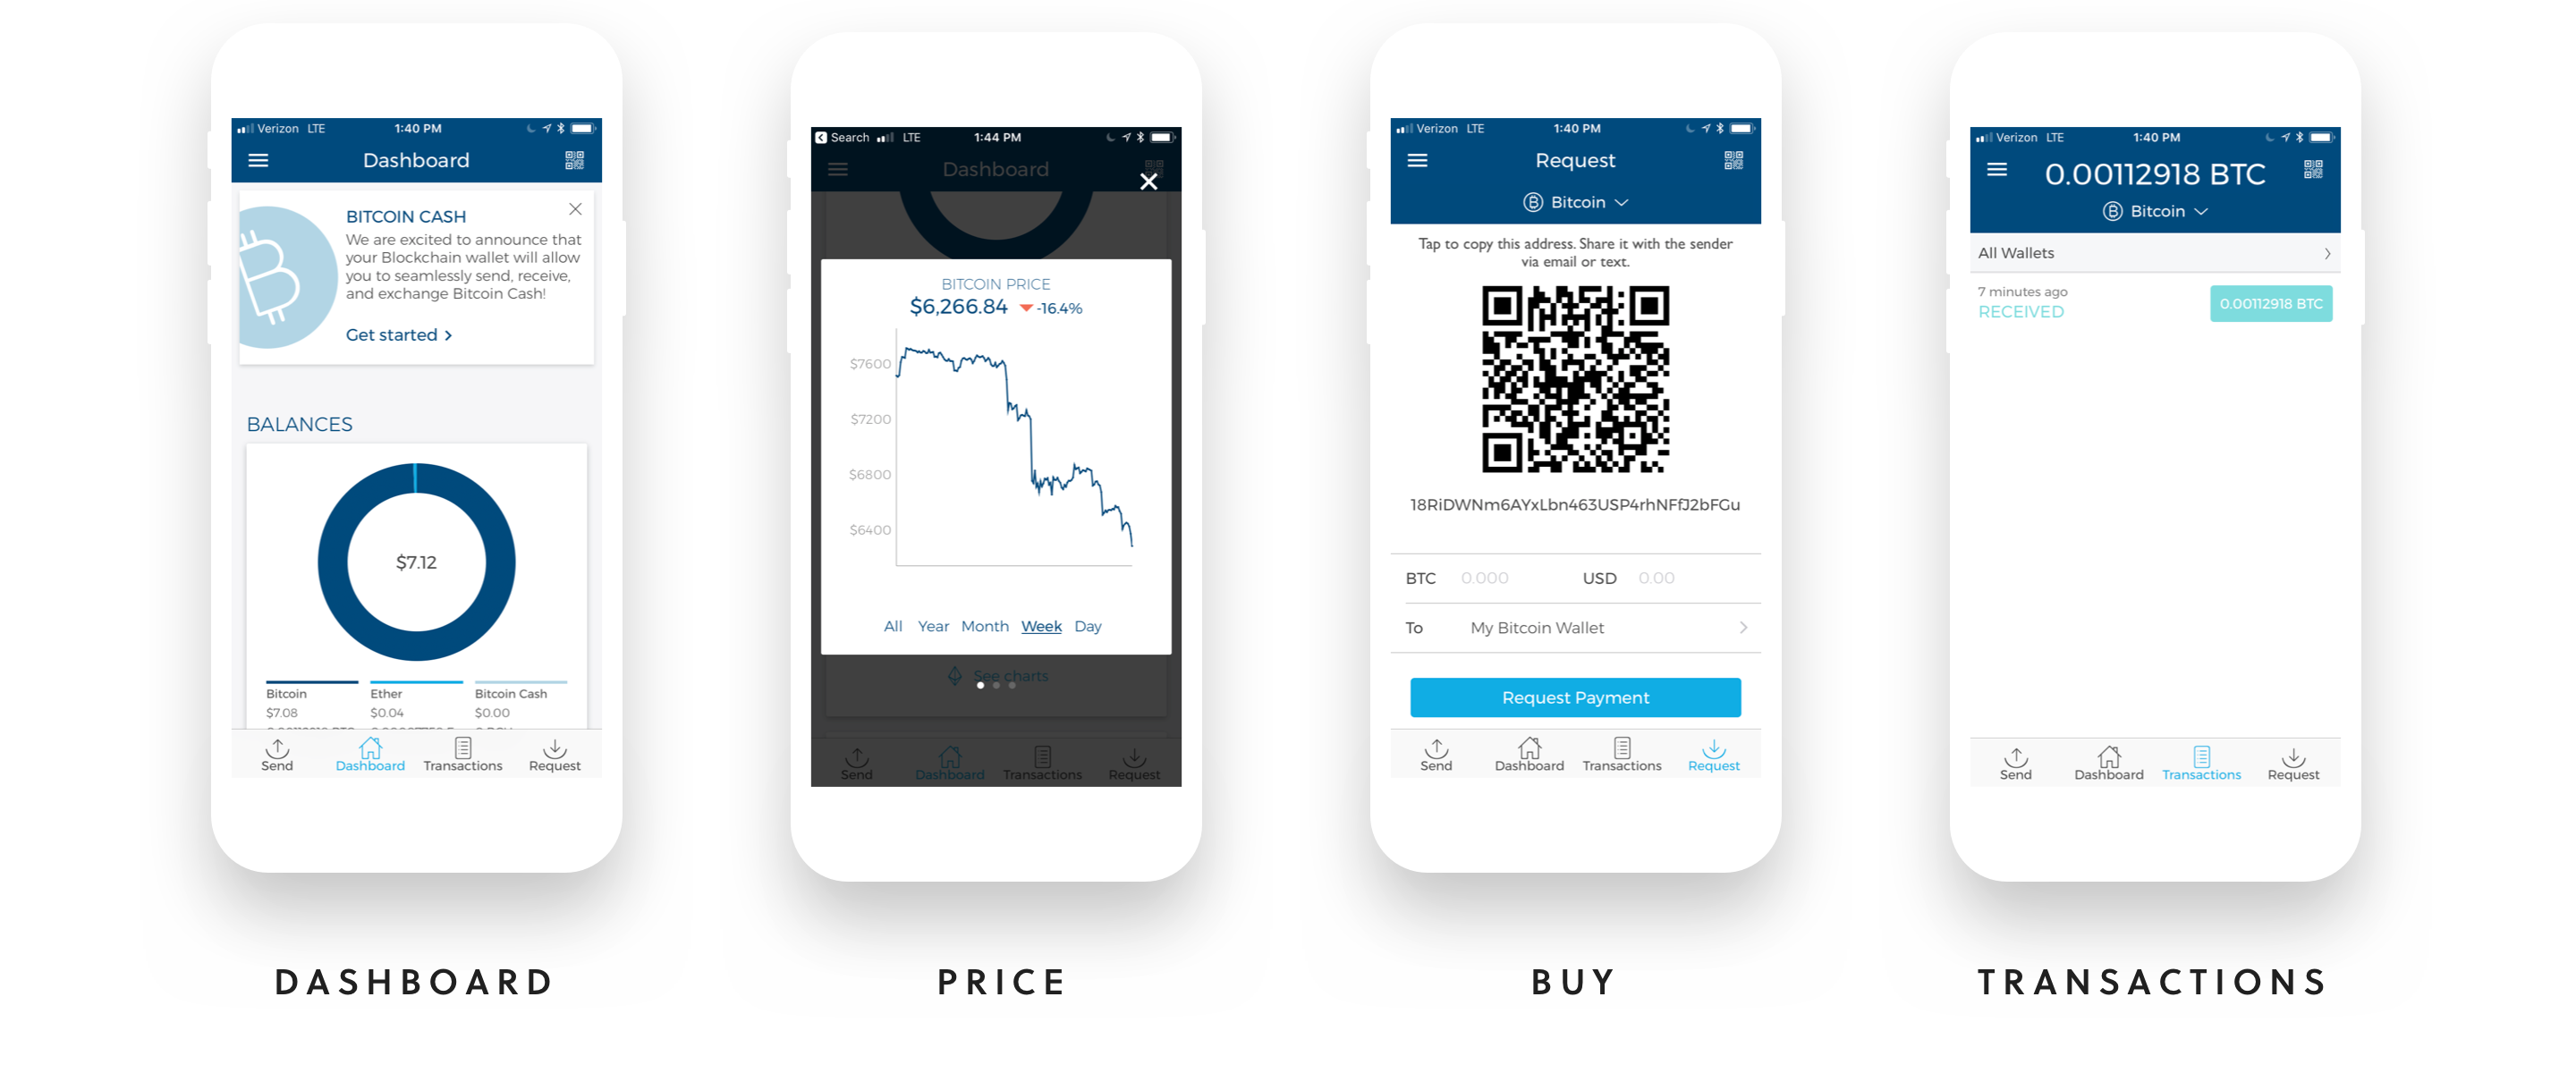 Verizon LTE 1:40 PM
Dashboard
BITCOIN CASH
We are excited to announce that
your Blockchain wallet will allow
you to seamlessly send, receive,
and exchange Bitcoin Cash!
Get started
BALANCES
$7.12
Bitcoin Ether Bitcoin Cash
$7.08 $0.04 $0.00
Send Dashboard Transactions Request
DASHBOARD
Search LTE 1:44 PM
Dashboard
BITCOIN PRICE
$6,266.84 -16.4%
$7600
$7200
$6800
$6400
All Year Month Week Day
See charts
Send Dashboard Transactions Request
PRICE
Verizon LTE 1:40 PM
Request
Bitcoin
Tap to copy this address. Share it with the sender
via email or text.
18RiDWNm6AYxLbn463USP4rhNFfJ2bFGu
BTC 0.000 USD 0.00
To My Bitcoin Wallet
Request Payment
Send Dashboard Transactions Request
BUY
Verizon LTE 1:40 PM
0.00112918 BTC
Bitcoin
All Wallets
7 minutes ago
RECEIVED
0.00112918 BTC
Send Dashboard Transactions Request
TRANSACTIONS